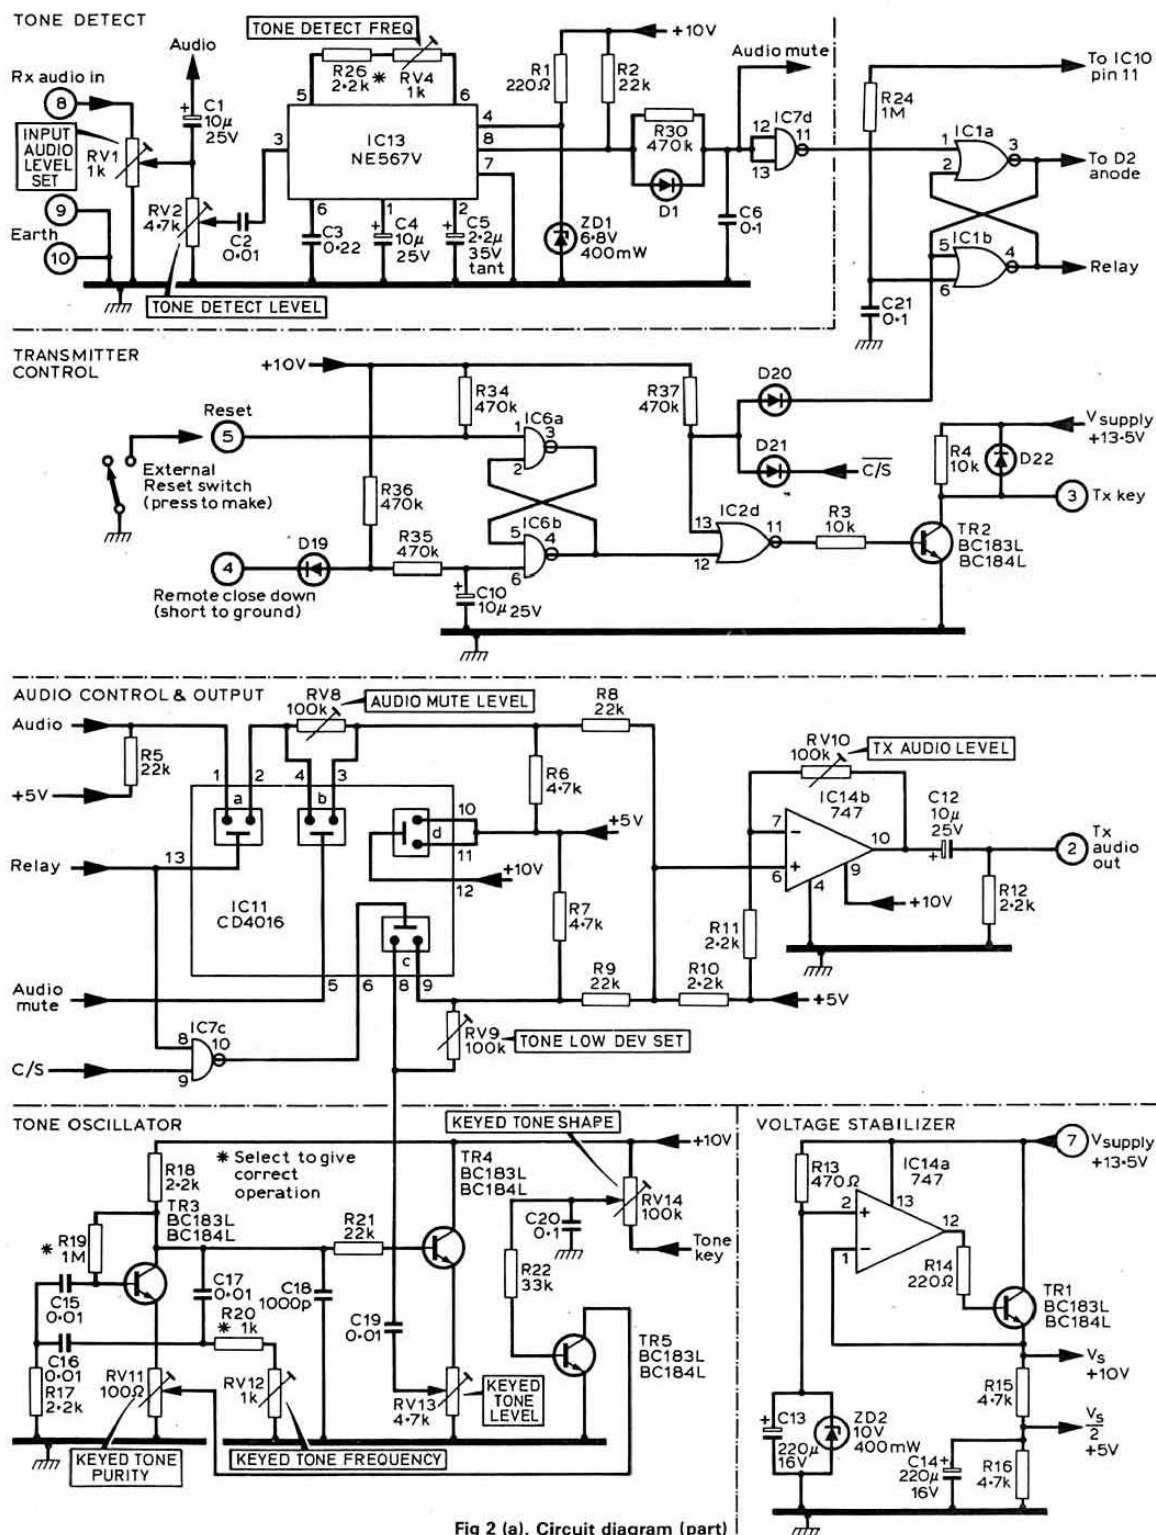 TONE DETECT
TONE DETECT FREQ
+10V
Audio
Audio mute
To IC10
pin 11
Rx audio in
8
R26
2·2k *
RV4
1k
R1
220Ω
R2
22k
C1
10µ
25V
5
6
4
8
7
3
IC13
NE567V
R30
470k
D1
12
13
IC7d
11
R24
1M
IC1a
1
2
3
To D2
anode
INPUT
AUDIO
LEVEL
SET
RV1
1k
9
Earth
10
RV2
4·7k
C2
0·01
6
C3
0·22
1
C4
10µ
25V
2
C5
2·2µ
35V
tant
ZD1
6·8V
400mW
C6
0·1
IC1b
5
6
4
Relay
TONE DETECT LEVEL
C21
0·1
TRANSMITTER
CONTROL
+10V
Reset
5
R34
470k
R37
470k
D20
D21
C/S
IC6a
1
2
3
External
Reset switch
(press to make)
R36
470k
V supply
+13·5V
R4
10k
D22
3
Tx key
D19
R35
470k
IC6b
5
6
4
13
12
IC2d
11
R3
10k
TR2
BC183L
BC184L
4
Remote close down
(short to ground)
C10
10µ 25V
AUDIO CONTROL & OUTPUT
RV8
100k
AUDIO MUTE LEVEL
R8
22k
Audio
R5
22k
+5V
1
2
4
3
a
b
R6
4·7k
RV10
100k
TX AUDIO LEVEL
IC14b
747
7
6
10
4
9
+10V
C12
10µ
25V
2
Tx
audio
out
R12
2·2k
Relay
13
d
10
11
12
+5V
+10V
IC11
CD4016
R7
4·7k
R11
2·2k
c
Audio
mute
5
6
8
9
R9
22k
R10
2·2k
+5V
IC7c
8
9
10
C/S
RV9
100k
TONE LOW DEV SET
TONE OSCILLATOR
KEYED TONE SHAPE
VOLTAGE STABILIZER
* Select to give
correct
operation
+10V
7
V supply
+13·5V
R18
2·2k
TR3
BC183L
BC184L
TR4
BC183L
BC184L
R13
470Ω
IC14a
747
2
1
13
12
* R19
1M
R21
22k
C20
0·1
RV14
100k
Tone
key
C15
0·01
C17
0·01
C18
1000p
R22
33k
R14
220Ω
TR1
BC183L
BC184L
R20
* 1k
C19
0·01
TR5
BC183L
BC184L
C16
0·01
R17
2·2k
RV11
100Ω
RV12
1k
RV13
4·7k
KEYED
TONE
LEVEL
Vs
+10V
R15
4·7k
Vs
2
+5V
C13
220µ
16V
ZD2
10V
400mW
C14
220µ
16V
R16
4·7k
KEYED TONE
PURITY
KEYED TONE FREQUENCY
Fig 2 (a). Circuit diagram (part)